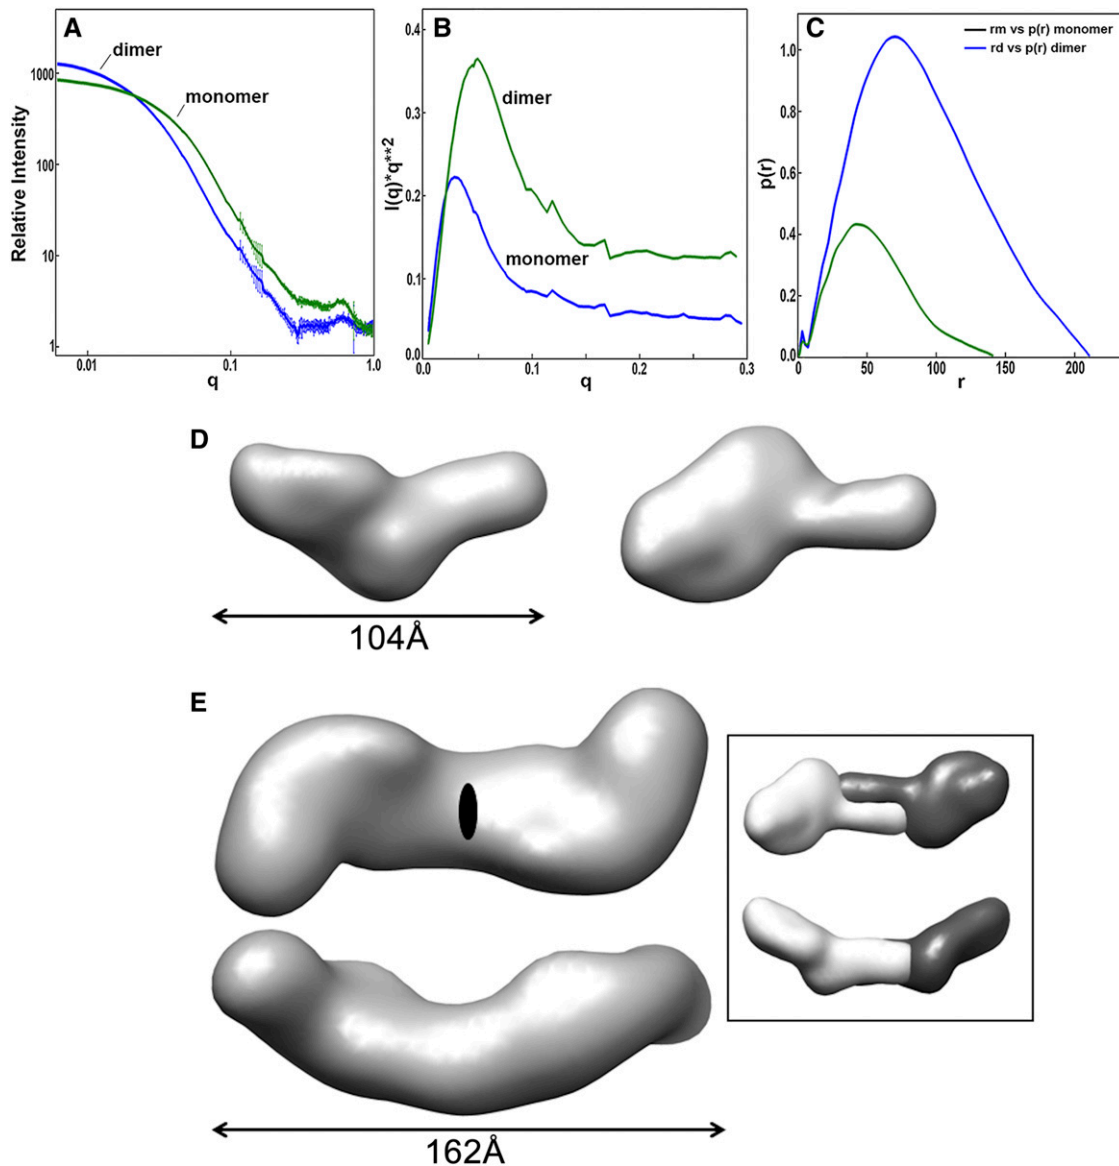 A
dimer
monomer
Relative Intensity
1000
100
10
1
0.01
0.1
1.0
q
B
dimer
monomer
I(q)*q**2
0.4
0.3
0.2
0.1
0.0
0.0
0.1
0.2
0.3
q
C
rm vs p(r) monomer
rd vs p(r) dimer
p(r)
1.0
0.8
0.6
0.4
0.2
0.0
0
50
100
150
200
r
D
104Å
E
162Å